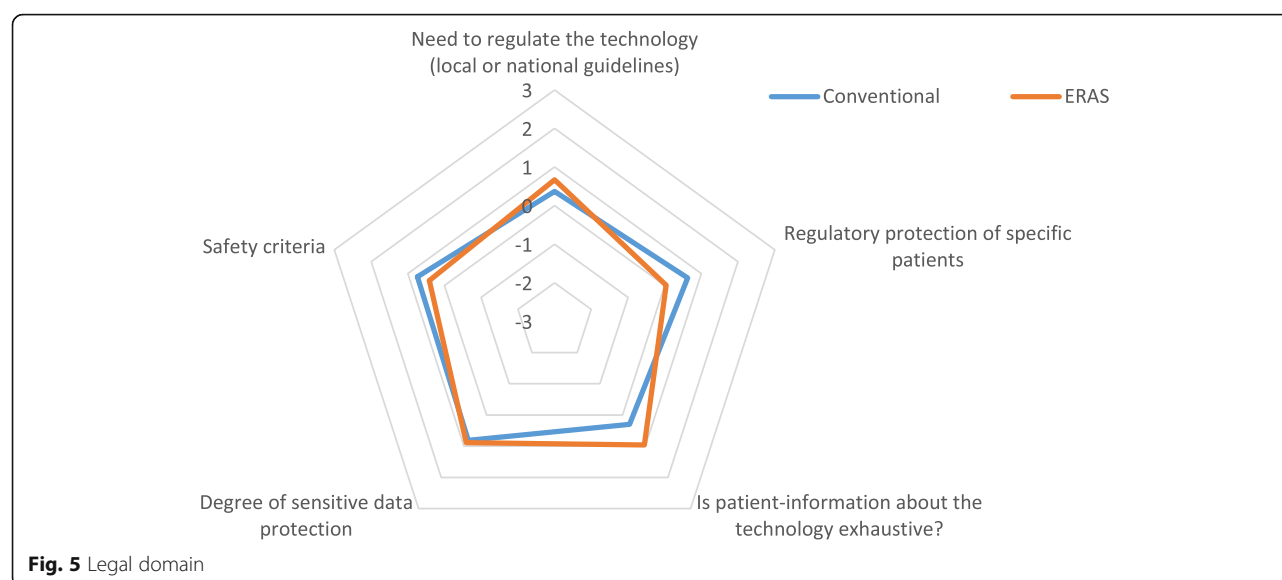 Need to regulate the technology
(local or national guidelines)
Conventional
ERAS
3
2
1
0
-1
-2
-3
Safety criteria
Regulatory protection of specific
patients
Degree of sensitive data
protection
Is patient-information about the
technology exhaustive?
Fig. 5 Legal domain